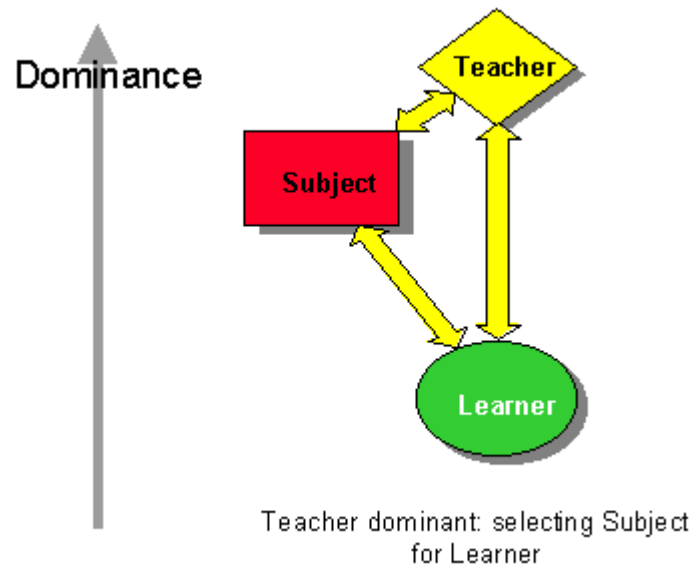 Dominance
Teacher
Subject
Learner
Teacher dominant: selecting Subject
for Learner